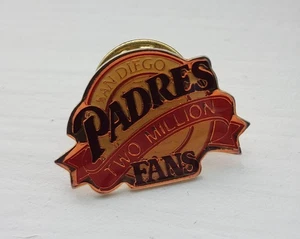 SAN DIEGO
PADRES
TWO MILLION
FANS